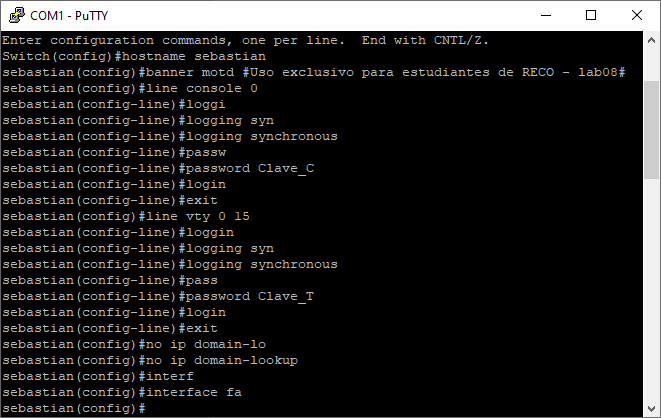 COM1 - PuTTY
Enter configuration commands, one per line.  End with CNTL/Z.
Switch(config)#hostname sebastian
sebastian(config)#banner motd #Uso exclusivo para estudiantes de RECO - lab08#
sebastian(config)#line console 0
sebastian(config-line)#loggi
sebastian(config-line)#logging syn
sebastian(config-line)#logging synchronous
sebastian(config-line)#passw
sebastian(config-line)#password Clave_C
sebastian(config-line)#login
sebastian(config-line)#exit
sebastian(config)#line vty 0 15
sebastian(config-line)#loggin
sebastian(config-line)#logging syn
sebastian(config-line)#logging synchronous
sebastian(config-line)#pass
sebastian(config-line)#password Clave_T
sebastian(config-line)#login
sebastian(config-line)#exit
sebastian(config)#no ip domain-lo
sebastian(config)#no ip domain-lookup
sebastian(config)#interf
sebastian(config)#interface fa
sebastian(config)#